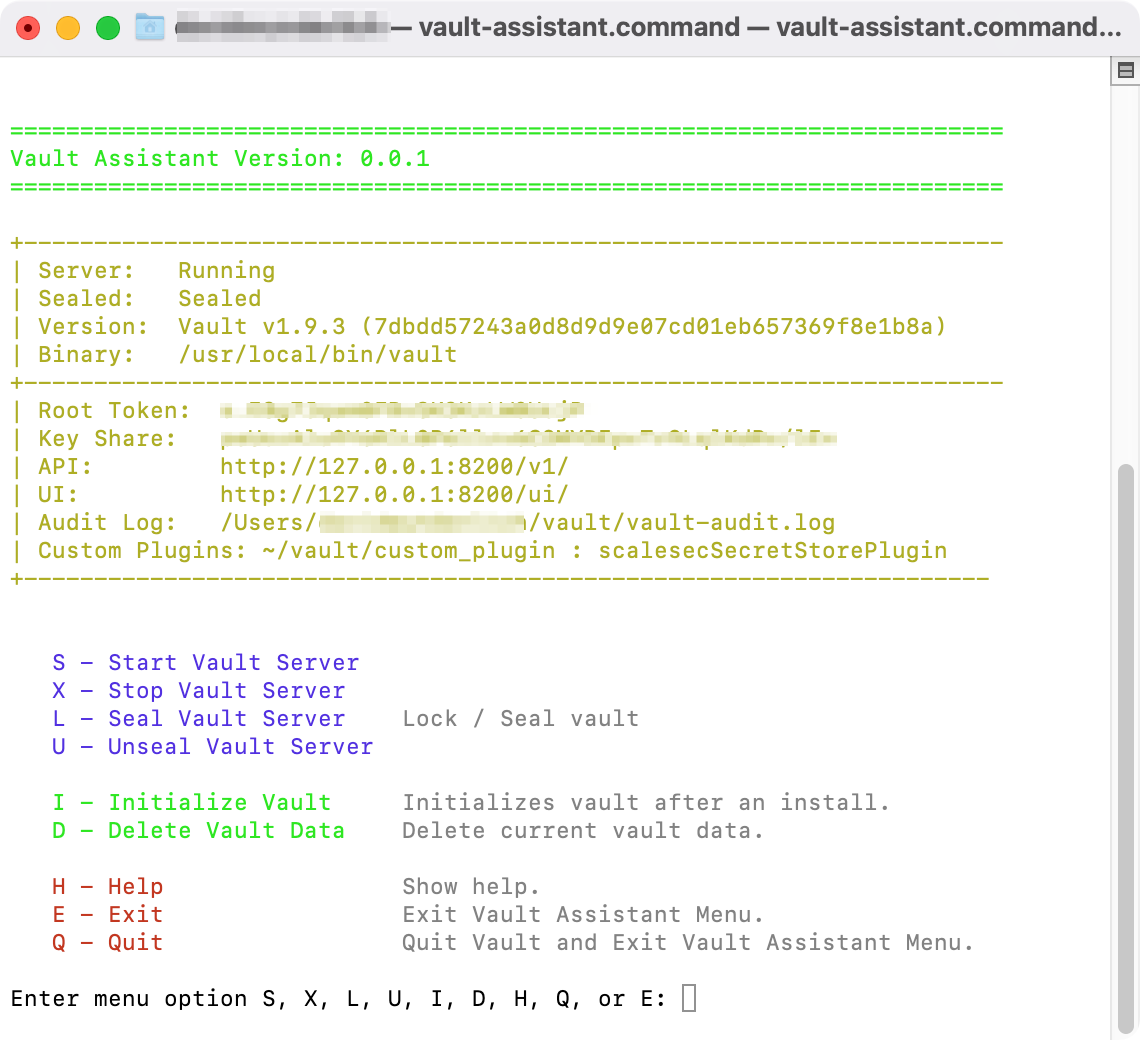 — vault-assistant.command — vault-assistant.command...
=======================================================================
Vault Assistant Version: 0.0.1
=======================================================================
+----------------------------------------------------------------------
| Server:   Running
| Sealed:   Sealed
| Version:  Vault v1.9.3 (7dbdd57243a0d8d9d9e07cd01eb657369f8e1b8a)
| Binary:   /usr/local/bin/vault
+----------------------------------------------------------------------
| Root Token:
| Key Share:
| API:         http://127.0.0.1:8200/v1/
| UI:          http://127.0.0.1:8200/ui/
| Audit Log:   /Users/ /vault/vault-audit.log
| Custom Plugins: ~/vault/custom_plugin : scalesecSecretStorePlugin
+---------------------------------------------------------------------
S - Start Vault Server
X - Stop Vault Server
L - Seal Vault Server    Lock / Seal vault
U - Unseal Vault Server
I - Initialize Vault     Initializes vault after an install.
D - Delete Vault Data    Delete current vault data.
H - Help                 Show help.
E - Exit                 Exit Vault Assistant Menu.
Q - Quit                 Quit Vault and Exit Vault Assistant Menu.
Enter menu option S, X, L, U, I, D, H, Q, or E: